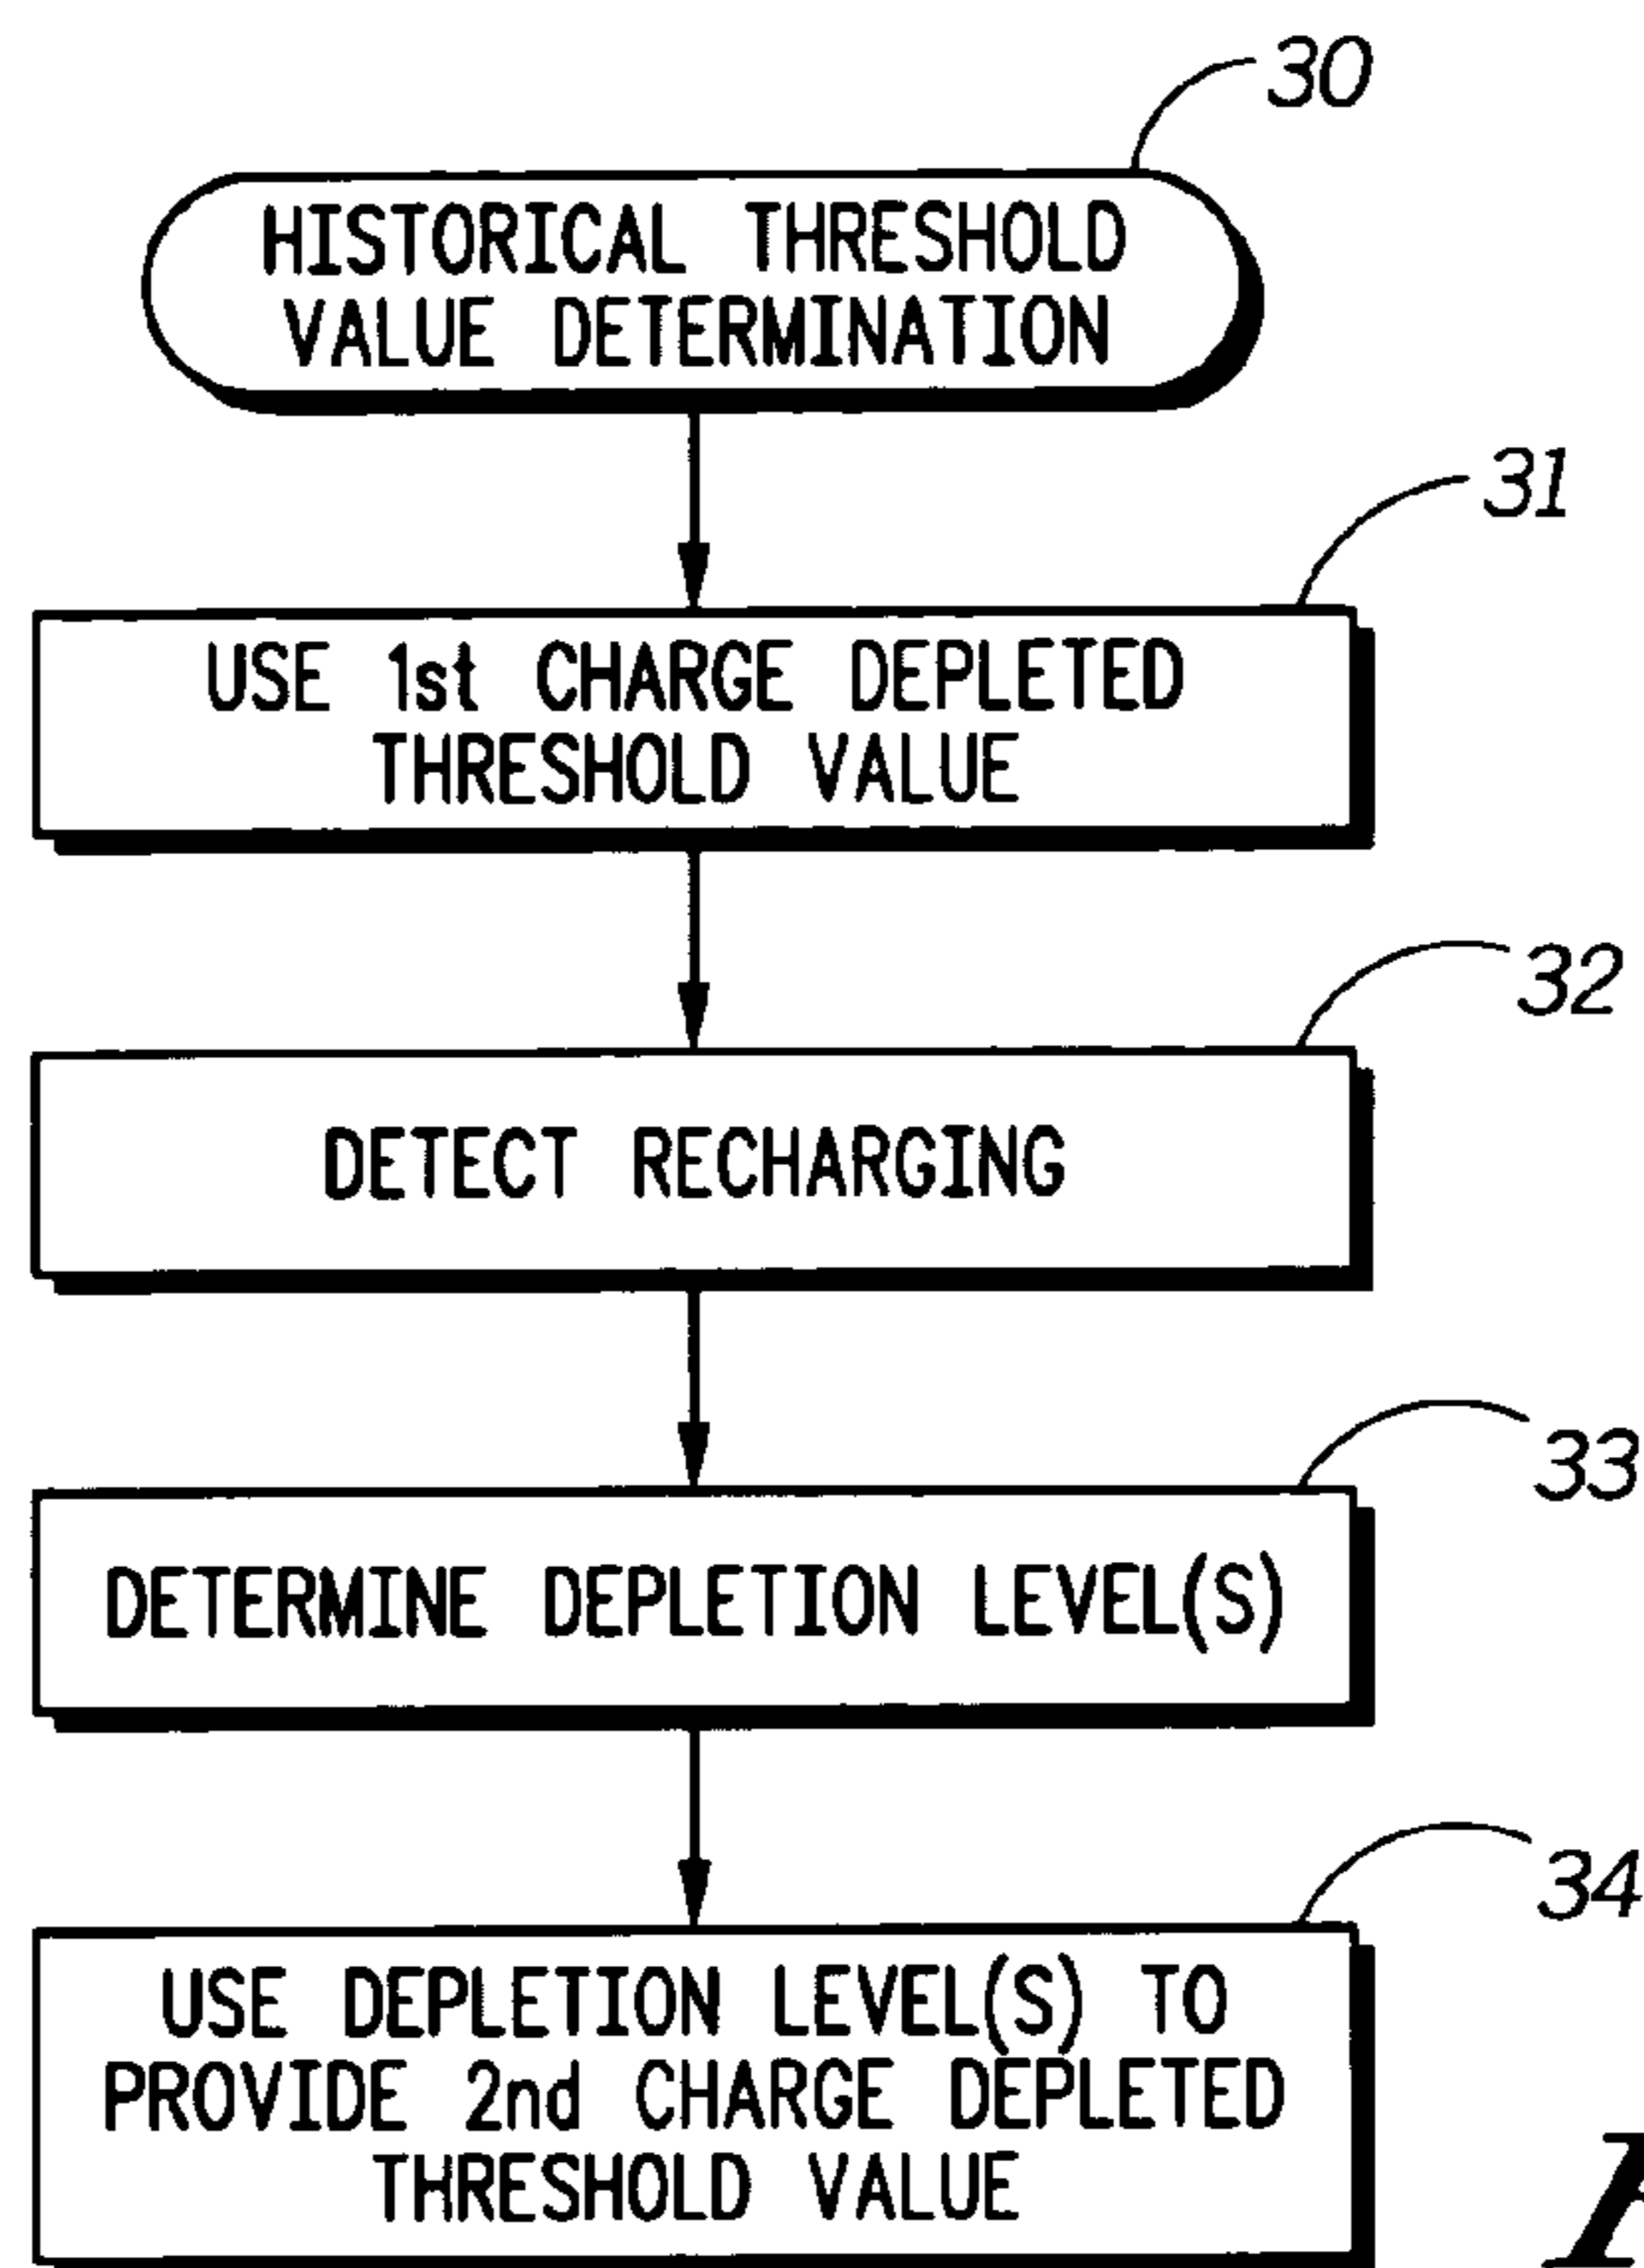 30
HISTORICAL THRESHOLD
VALUE DETERMINATION
31
USE 1st CHARGE DEPLETED
THRESHOLD VALUE
32
DETECT RECHARGING
33
DETERMINE DEPLETION LEVEL(S)
34
USE DEPLETION LEVEL(S) TO
PROVIDE 2nd CHARGE DEPLETED
THRESHOLD VALUE